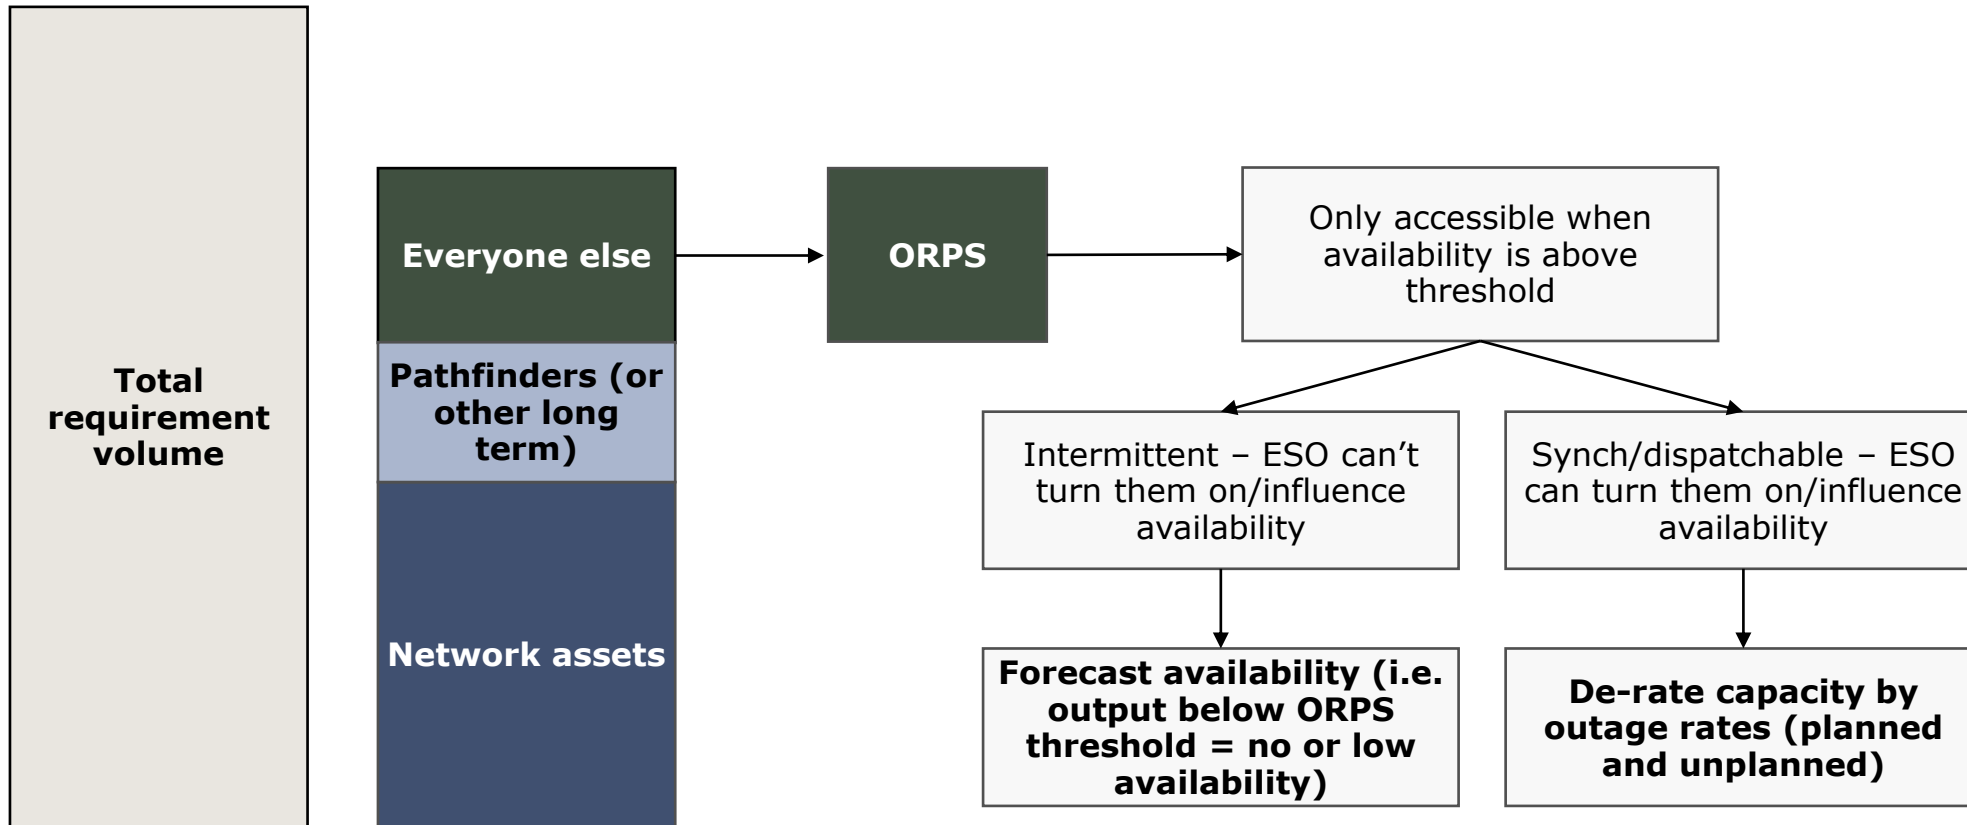 Total
requirement
volume
Everyone else
Pathfinders (or
other long
term)
Network assets
ORPS
Only accessible when
availability is above
threshold
Intermittent – ESO can’t
turn them on/influence
availability
Synch/dispatchable – ESO
can turn them on/influence
availability
Forecast availability (i.e.
output below ORPS
threshold = no or low
availability)
De-rate capacity by
outage rates (planned
and unplanned)